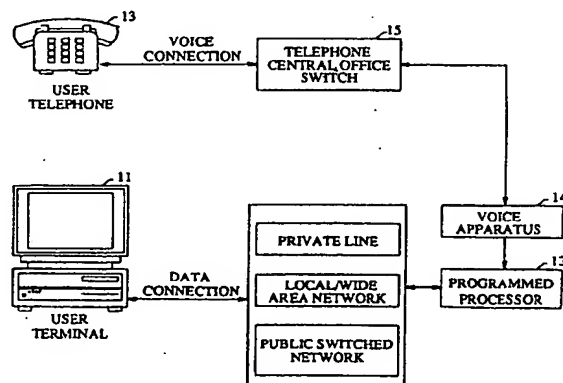 13
VOICE
CONNECTION
USER
TELEPHONE
15
TELEPHONE
CENTRAL OFFICE
SWITCH
11
DATA
CONNECTION
USER
TERMINAL
PRIVATE LINE
LOCAL/WIDE
AREA NETWORK
PUBLIC SWITCHED
NETWORK
14
VOICE
APPARATUS
12
PROGRAMMED
PROCESSOR